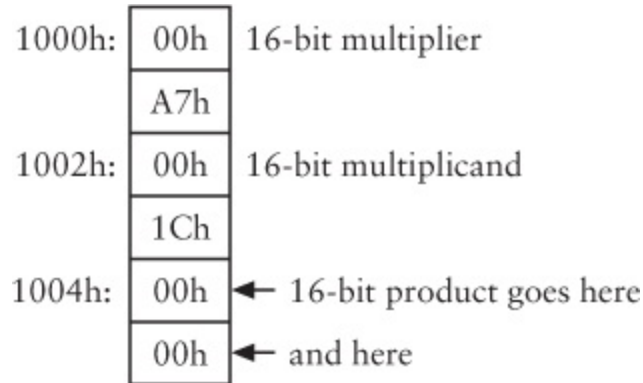 1000h: 00h 16-bit multiplier
A7h
1002h: 00h 16-bit multiplicand
1Ch
1004h: 00h 16-bit product goes here
00h and here